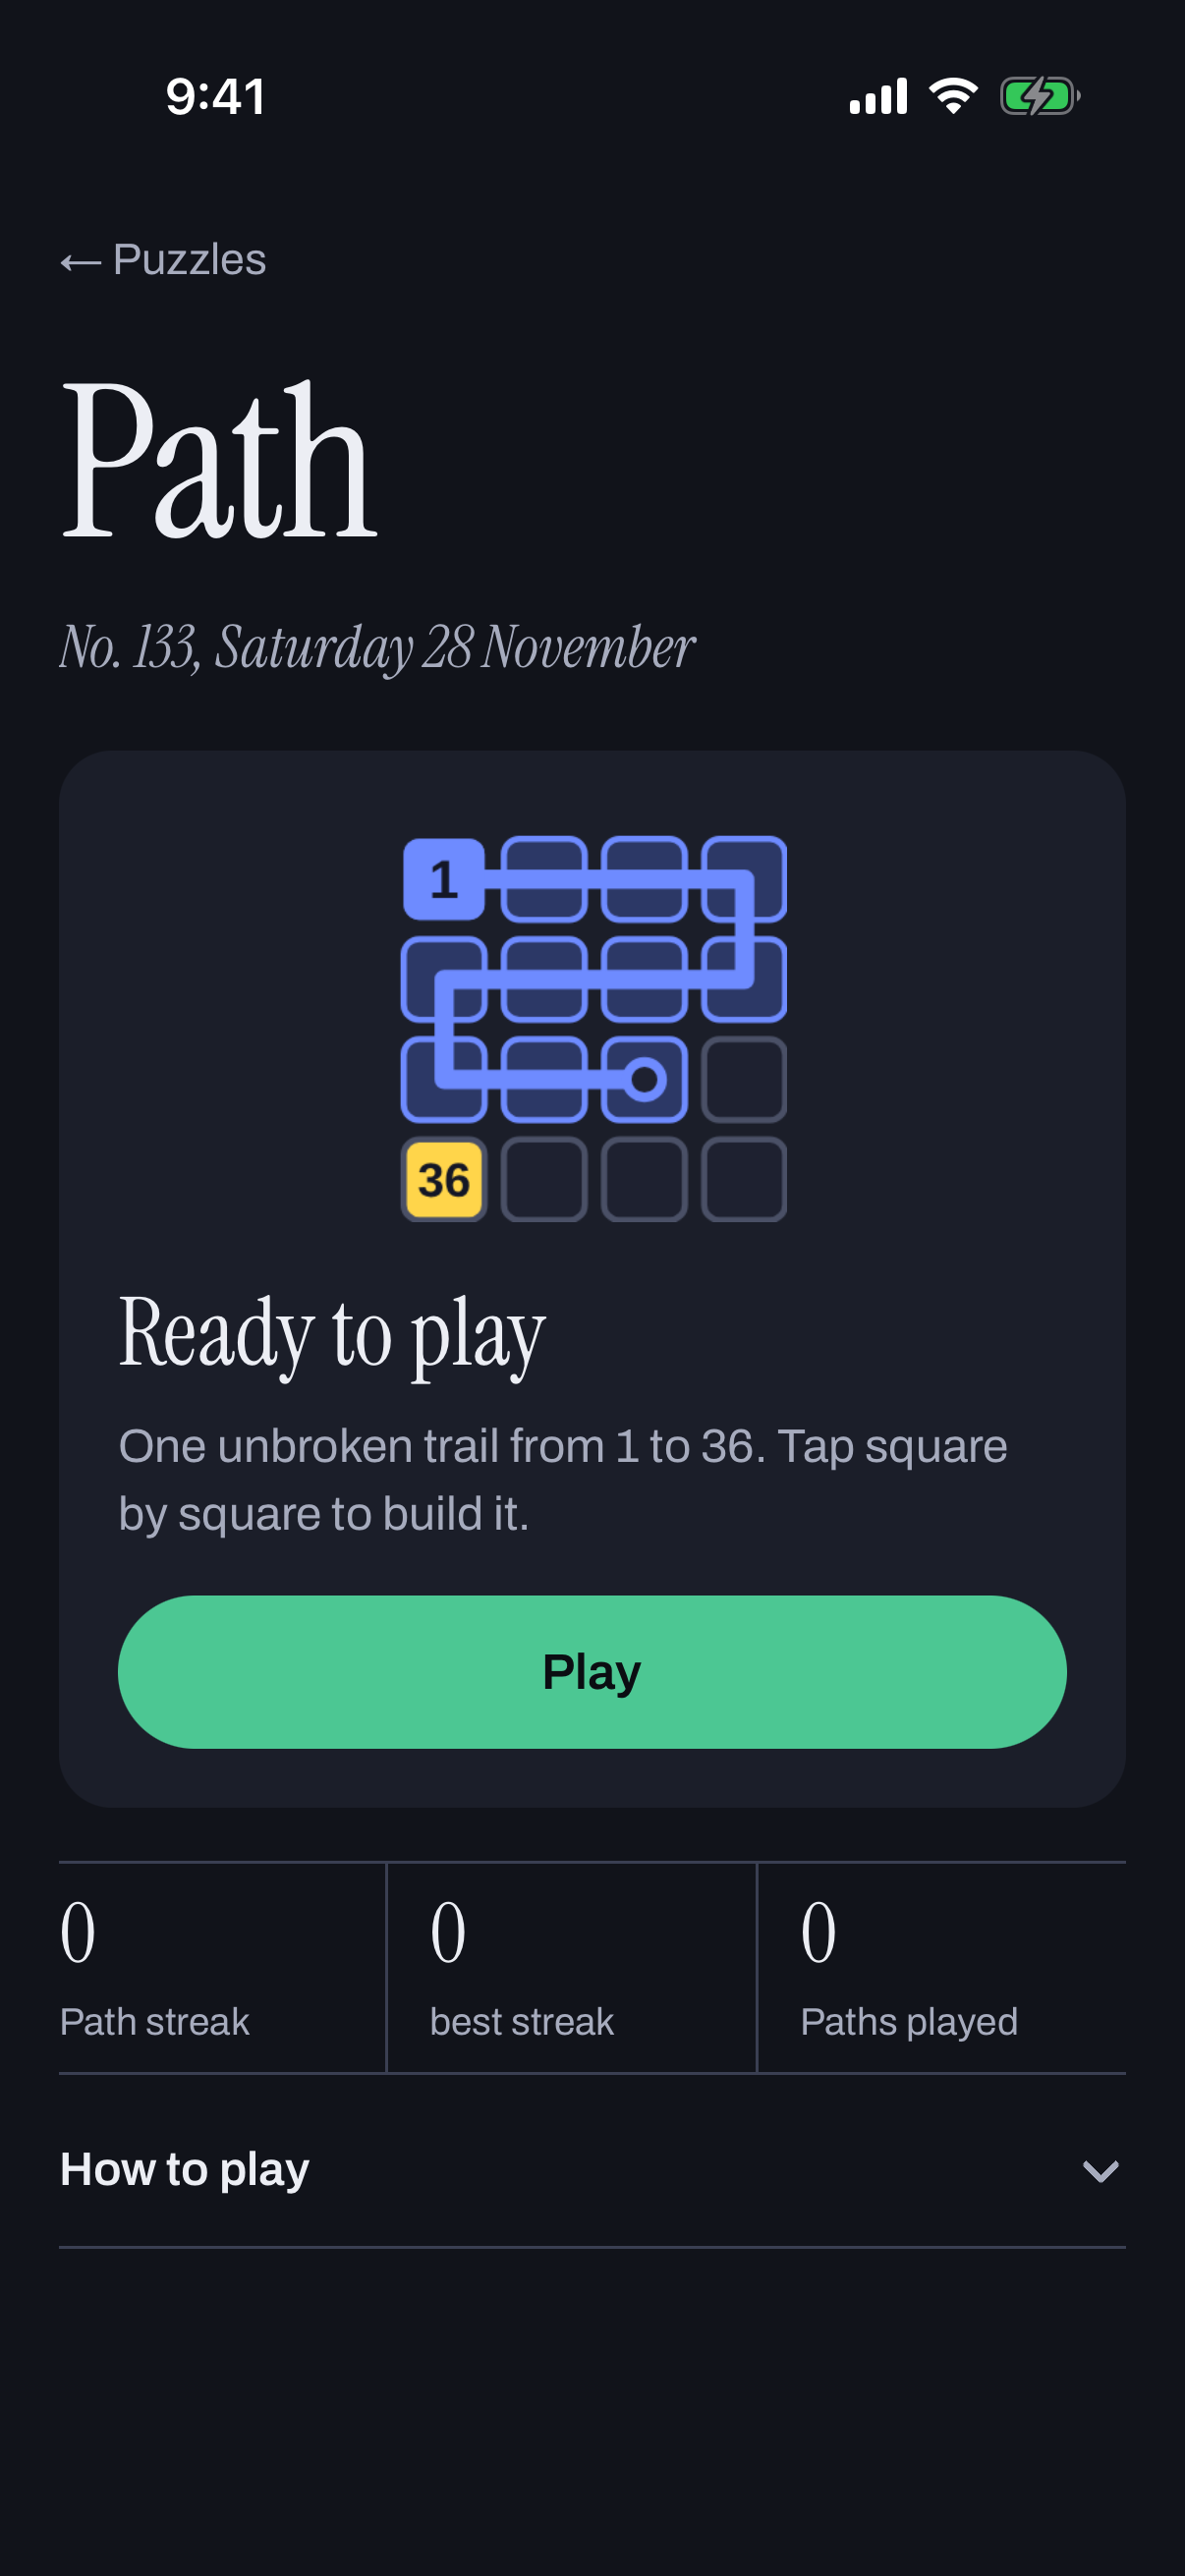 9:41
← Puzzles
Path
No. 133, Saturday 28 November
1
36
Ready to play
One unbroken trail from 1 to 36. Tap square
by square to build it.
Play
0
Path streak
0
best streak
0
Paths played
How to play